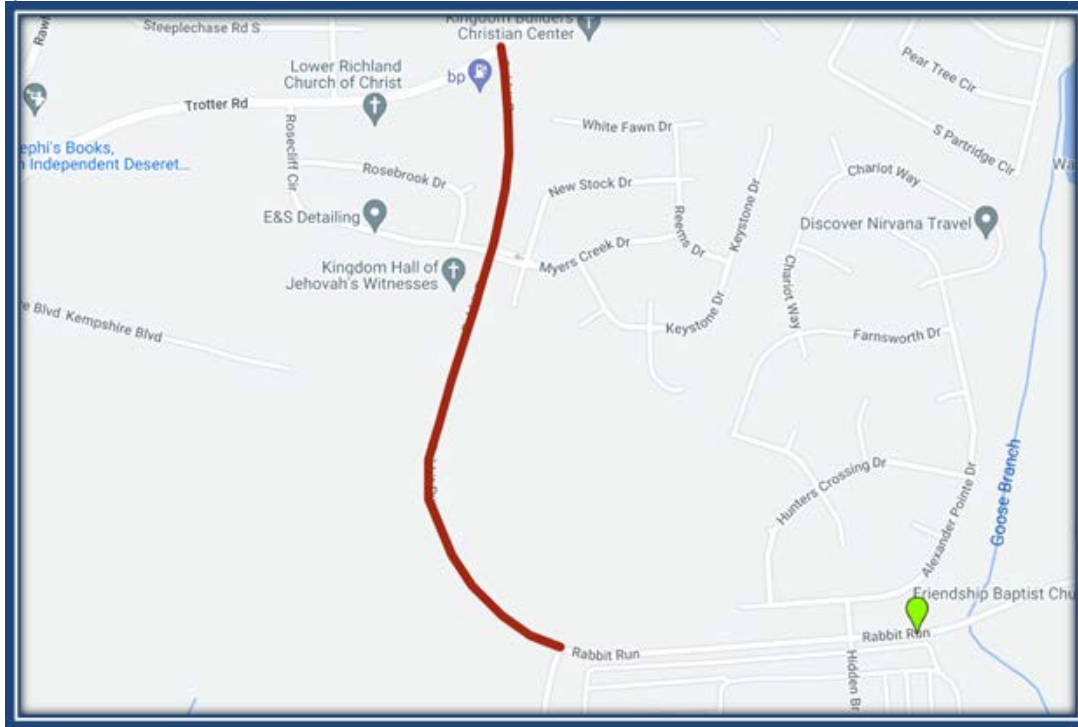 Steeplechase Rd S
Kingdom Builders
Christian Center
bp
Lower Richland
Church of Christ
Trotter Rd
ephi's Books,
Independent Deseret...
Rosecliff Cir
Rosebrook Dr
E&S Detailing
Kingdom Hall of
Jehovah's Witnesses
Kempshire Blvd
Blvd
White Fawn Dr
New Stock Dr
Reems Dr
Myers Creek Dr
Keystone Dr
Keystone Dr
Pear Tree Cir
S Partridge Cir
Chariot Way
Discover Nirvana Travel
Chariot Way
Farnsworth Dr
Hunters Crossing Dr
Alexander Pointe Dr
Goose Branch
Friendship Baptist Chu
Rabbit Run
Rabbit Run
Hidden Br